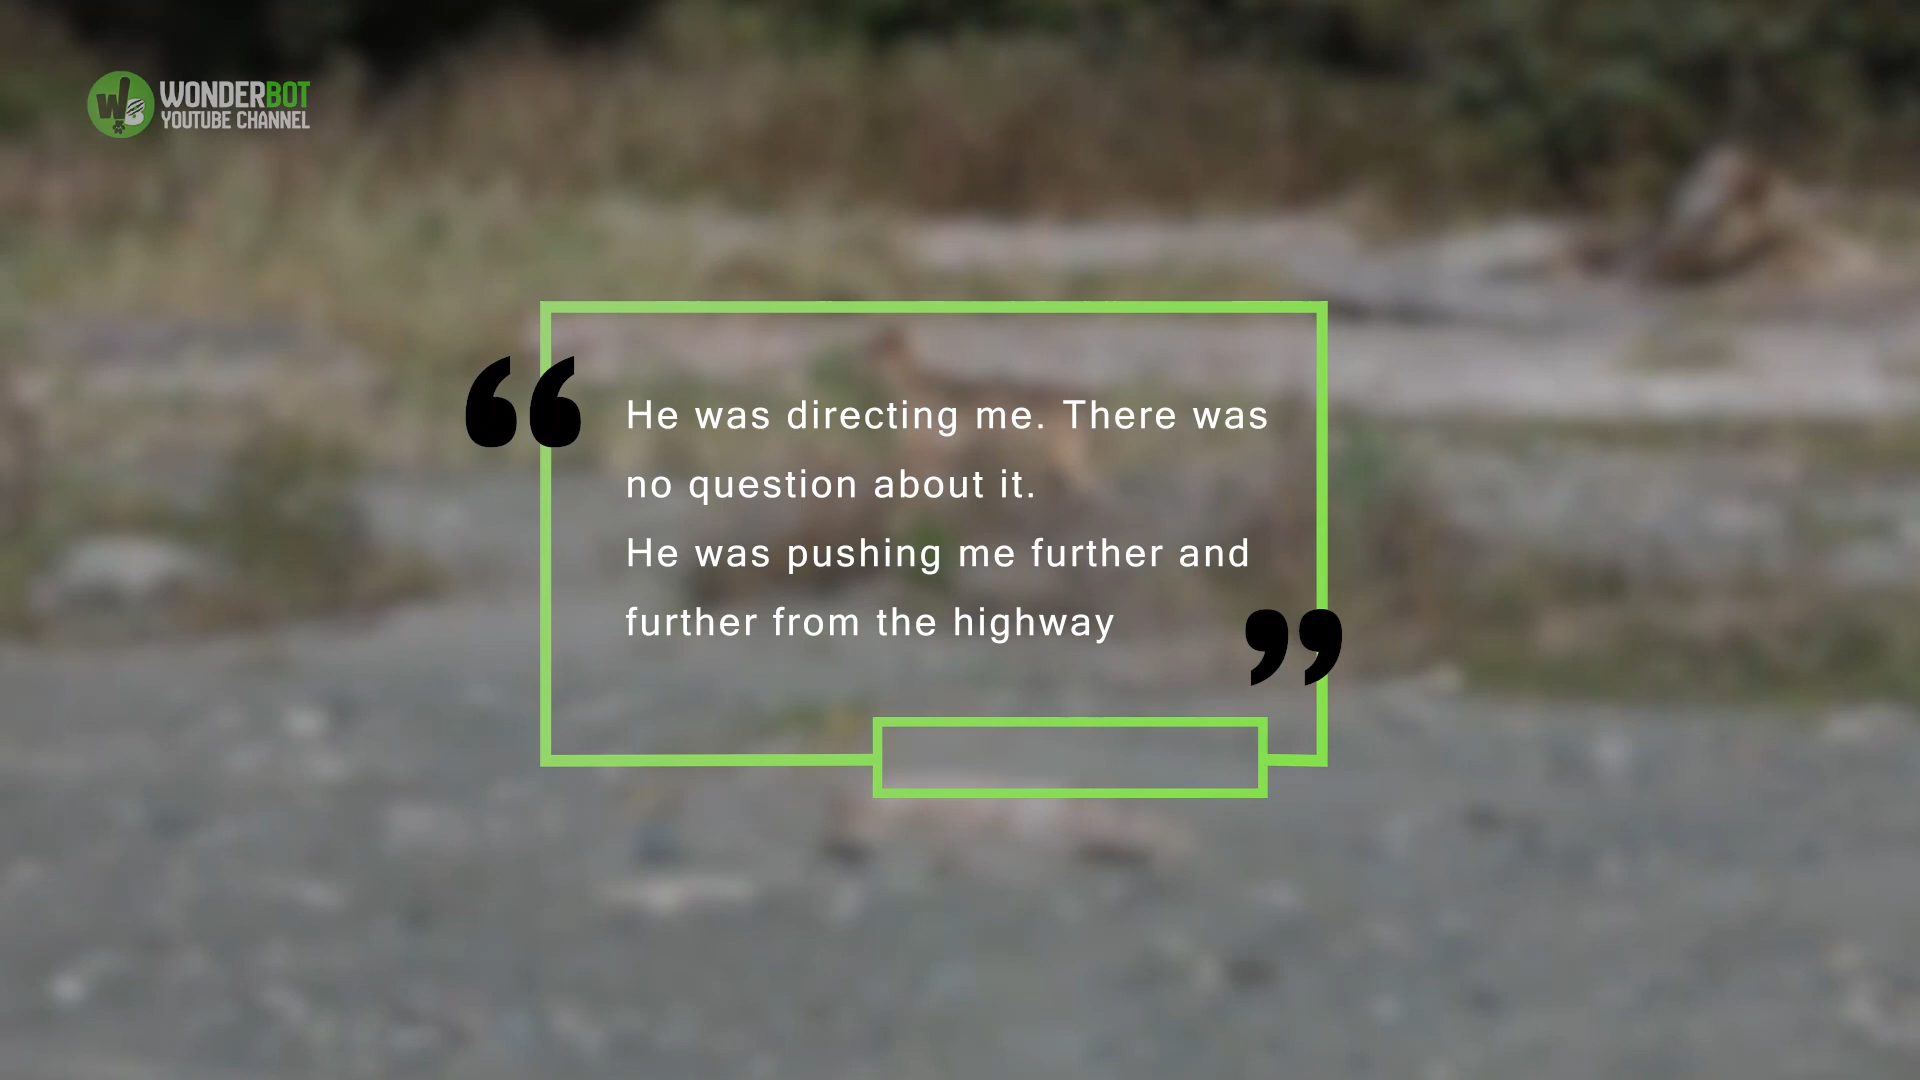 WONDERBOT
YOUTUBE CHANNEL
“He was directing me. There was
no question about it.
He was pushing me further and
further from the highway”